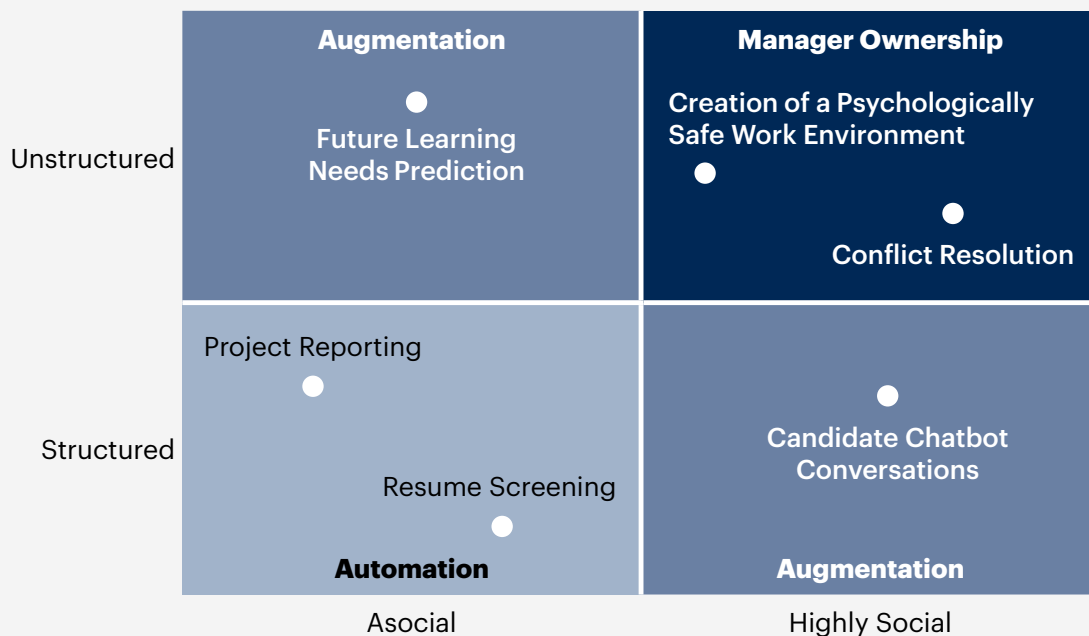 Augmentation
Manager Ownership
Unstructured
Future Learning
Needs Prediction
Creation of a Psychologically
Safe Work Environment
Conflict Resolution
Structured
Project Reporting
Resume Screening
Automation
Candidate Chatbot
Conversations
Augmentation
Asocial
Highly Social